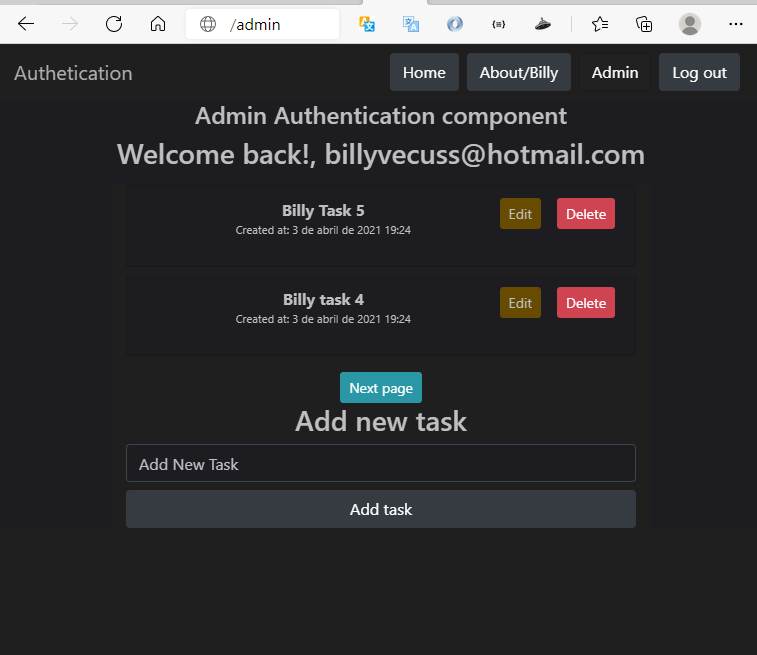 /admin
Authetication
Home
About/Billy
Admin
Log out
Admin Authentication component
Welcome back!, billyvecuss@hotmail.com
Billy Task 5
Edit
Delete
Created at: 3 de abril de 2021 19:24
Billy task 4
Edit
Delete
Created at: 3 de abril de 2021 19:24
Next page
Add new task
Add New Task
Add task